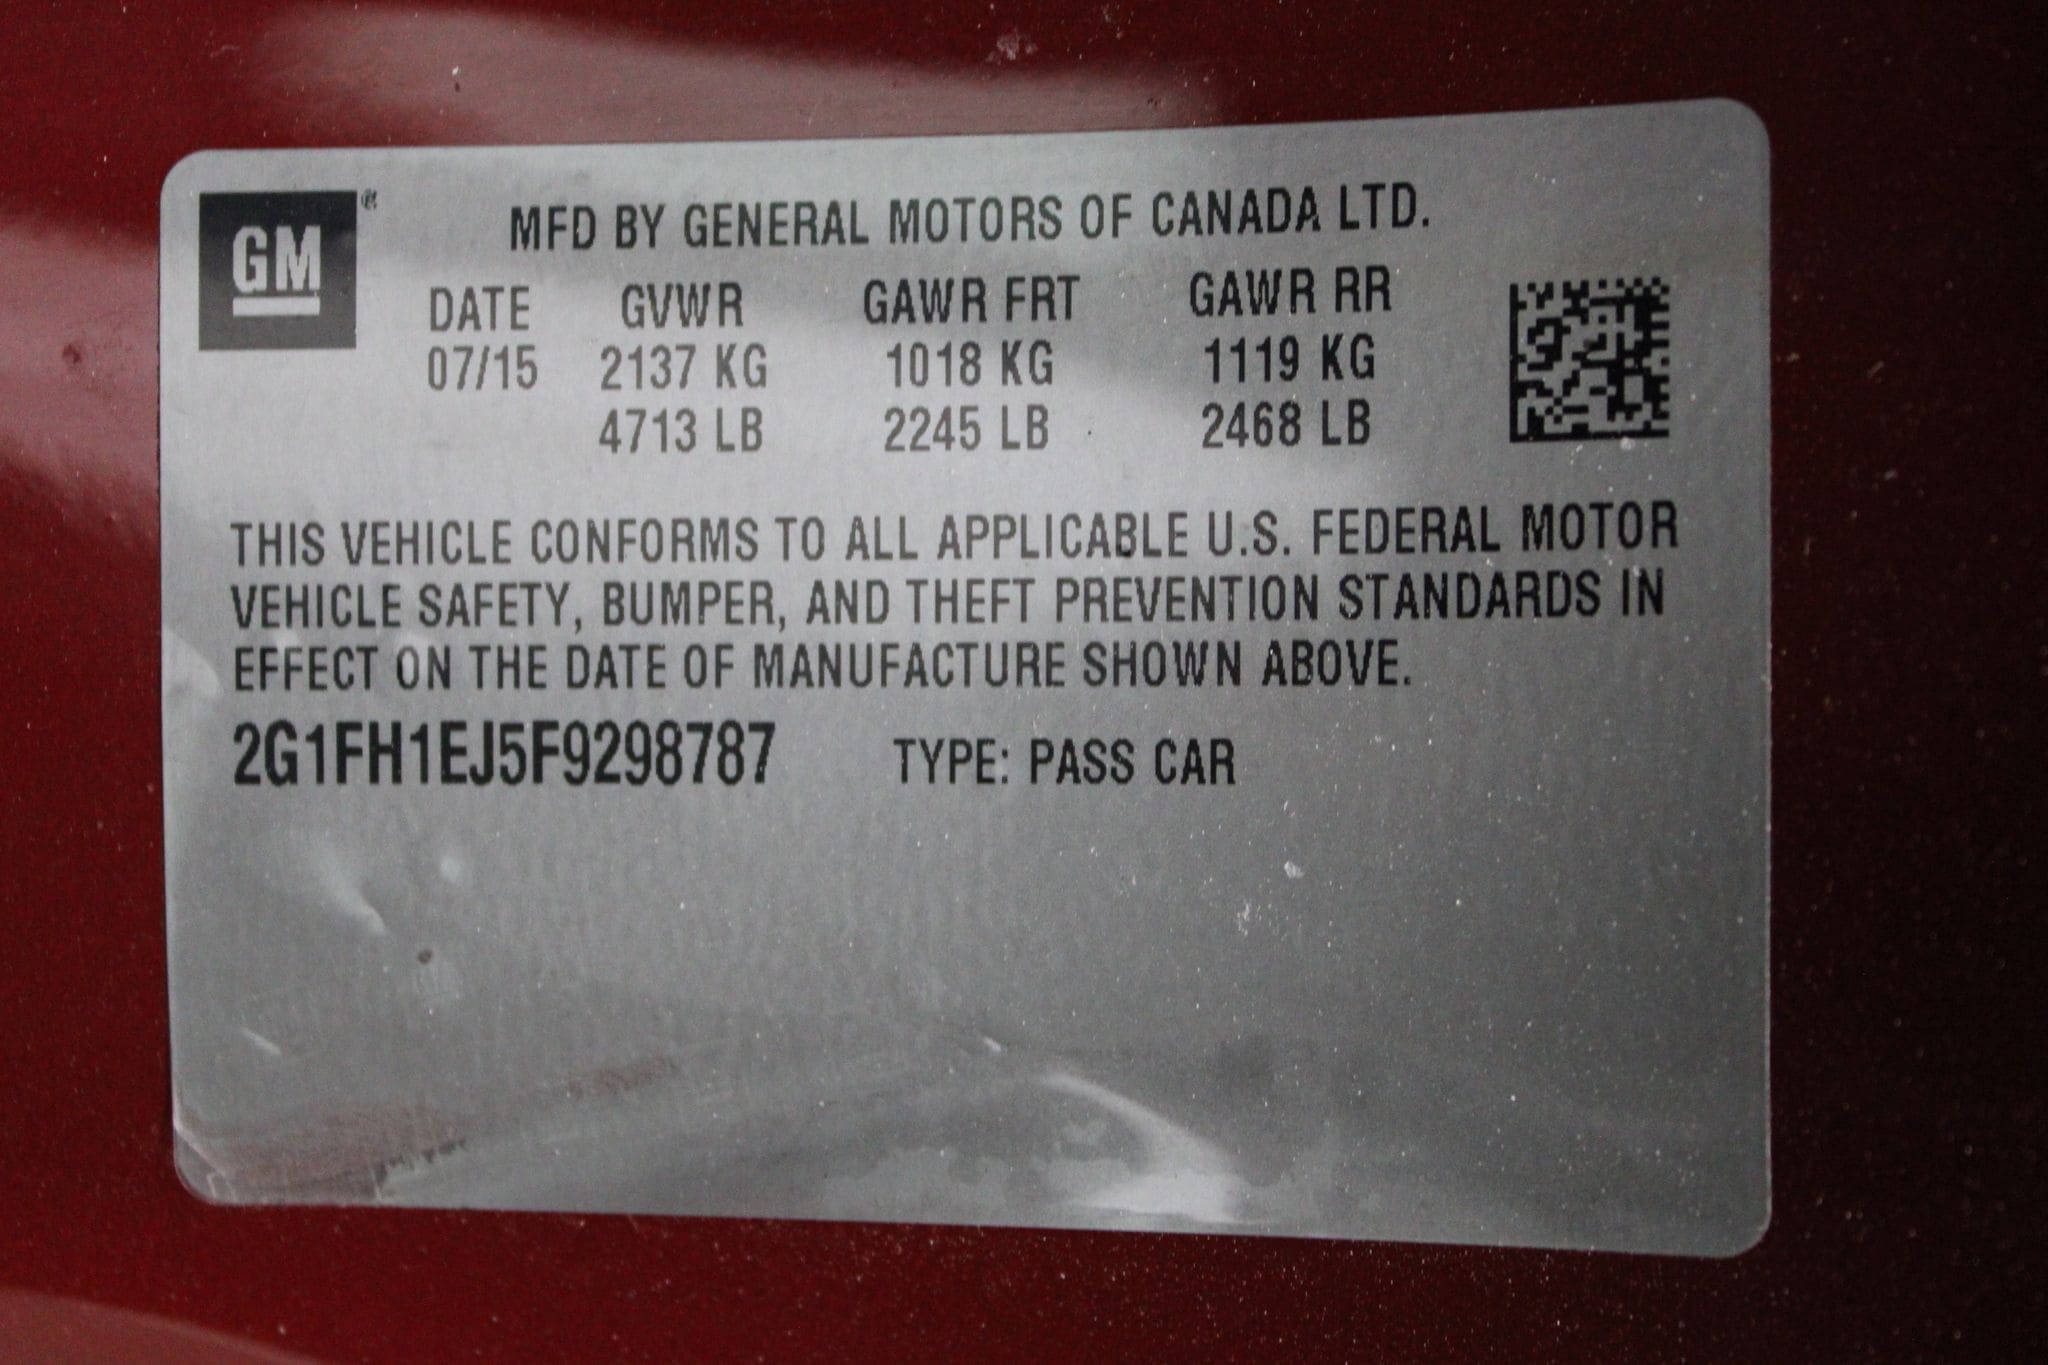 GM®
MFD BY GENERAL MOTORS OF CANADA LTD.
DATE GVWR GAWR FRT GAWR RR
07/15 2137 KG 1018 KG 1119 KG
4713 LB 2245 LB 2468 LB
THIS VEHICLE CONFORMS TO ALL APPLICABLE U.S. FEDERAL MOTOR
VEHICLE SAFETY, BUMPER, AND THEFT PREVENTION STANDARDS IN
EFFECT ON THE DATE OF MANUFACTURE SHOWN ABOVE.
2G1FH1EJ5F9298787 TYPE: PASS CAR